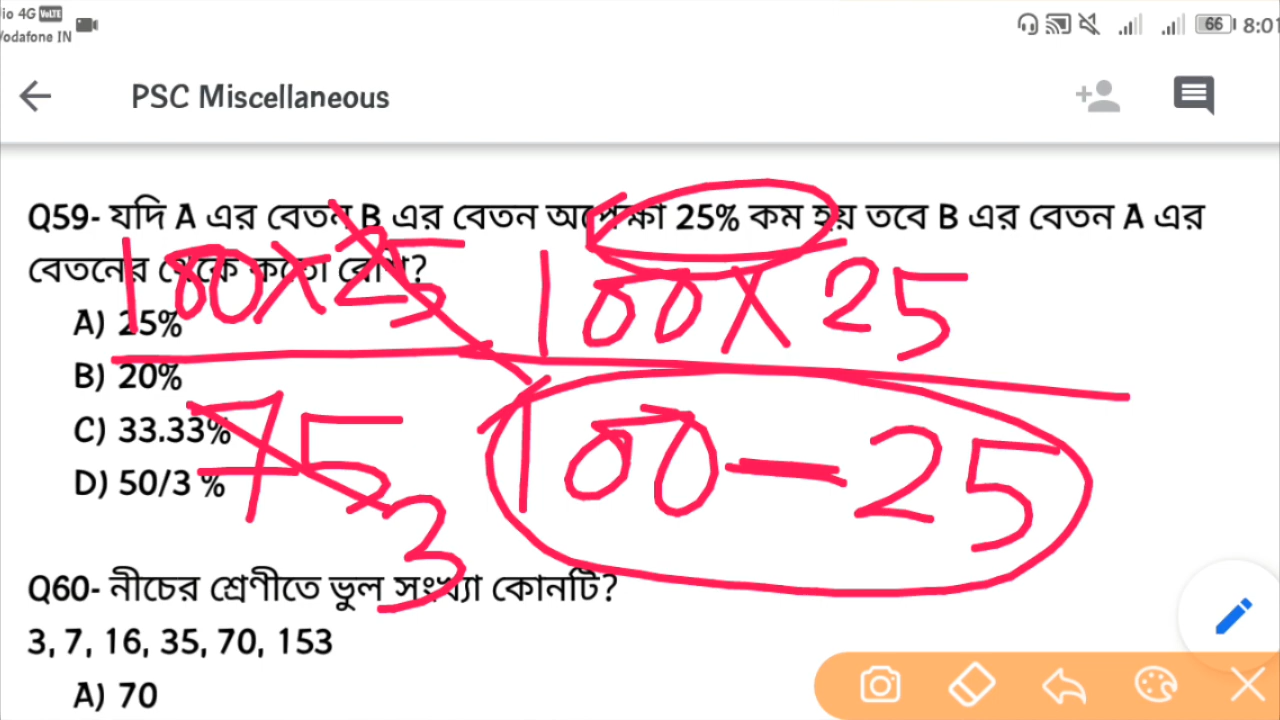 io 4G VoLTE
Vodafone IN
66 8:01
PSC Miscellaneous
Q59- যদি A এর বেতন B এর বেতন অপেক্ষা 25% কম হয় তবে B এর বেতন A এর
বেতনের থেকে কতো বেশি?
100×25
100×25
A) 25%
B) 20%
C) 33.33%
D) 50/3 %
75
3
100-25
Q60- নীচের শ্রেণীতে ভুল সংখ্যা কোনটি?
3, 7, 16, 35, 70, 153
A) 70